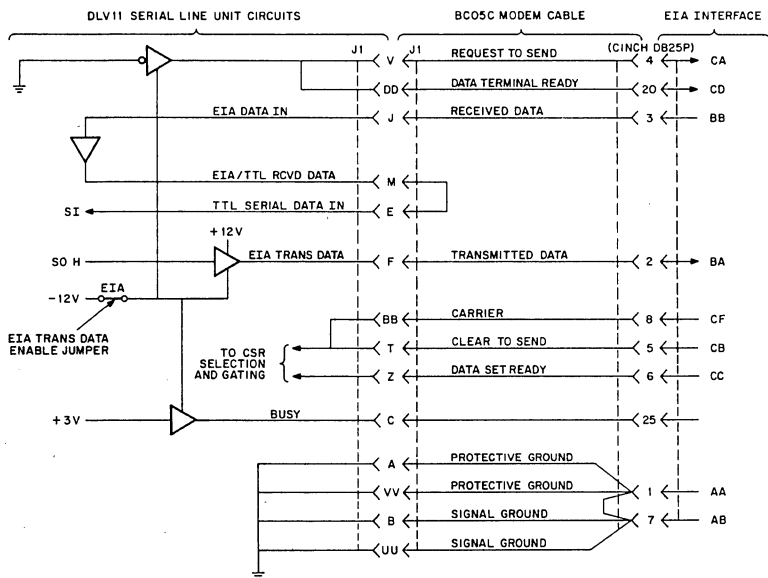 DLV11 SERIAL LINE UNIT CIRCUITS
BC05C MODEM CABLE
EIA INTERFACE
J1
J1
(CINCH DB25P)
V
REQUEST TO SEND
4
CA
DD
DATA TERMINAL READY
20
CD
EIA DATA IN
J
RECEIVED DATA
3
BB
EIA/TTL RCVD DATA
M
SI
TTL SERIAL DATA IN
E
+12V
SO H
EIA TRANS DATA
F
TRANSMITTED DATA
2
BA
-12V
EIA
EIA TRANS DATA
ENABLE JUMPER
BB
CARRIER
8
CF
TO CSR
SELECTION
AND GATING
T
CLEAR TO SEND
5
CB
Z
DATA SET READY
6
CC
+3V
BUSY
C
25
A
PROTECTIVE GROUND
VV
PROTECTIVE GROUND
1
AA
B
SIGNAL GROUND
7
AB
UU
SIGNAL GROUND